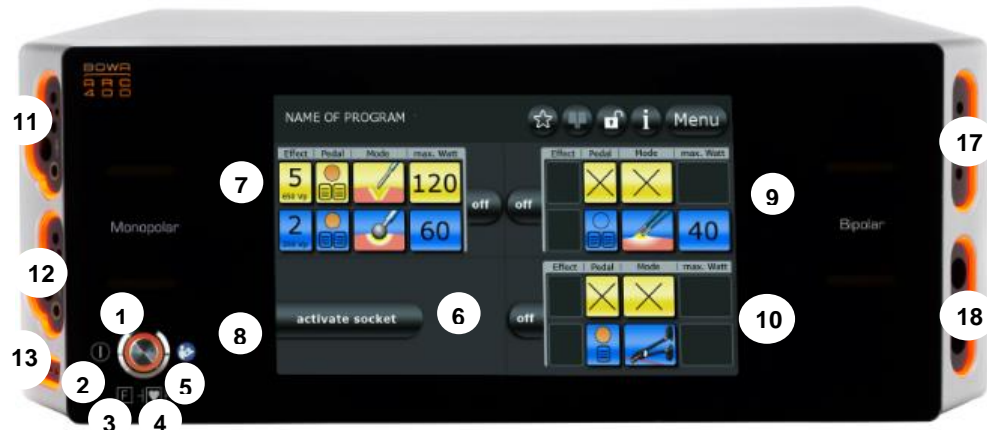 BOWA
ARC
400
NAME OF PROGRAM
i Menu
Effect Pedal Mode max. Watt
5 120
off
2 60
Effect Pedal Mode max. Watt
off
40
activate socket
Effect Pedal Mode max. Watt
off
Monopolar
Bipolar
F
1
2
3
4
5
6
7
8
9
10
11
12
13
17
18